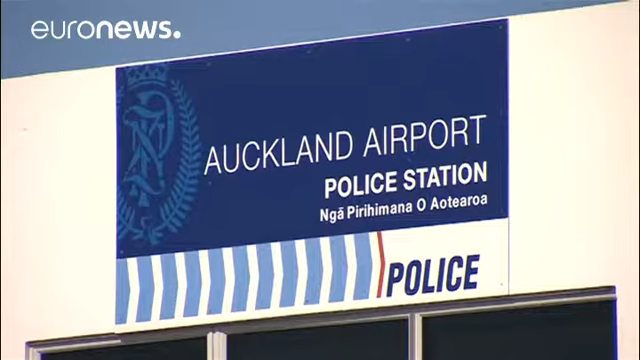 euronews.
AUCKLAND AIRPORT
POLICE STATION
Ngā Pirihimana O Aotearoa
POLICE